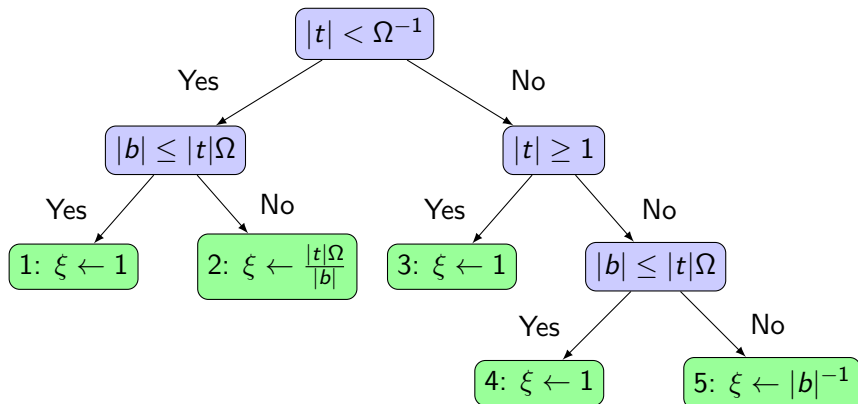 |t| < Ω⁻¹
Yes
No
|b| ≤ |t|Ω
|t| ≥ 1
Yes
No
Yes
No
1: ξ ← 1
2: ξ ← |t|Ω/|b|
3: ξ ← 1
|b| ≤ |t|Ω
Yes
No
4: ξ ← 1
5: ξ ← |b|⁻¹